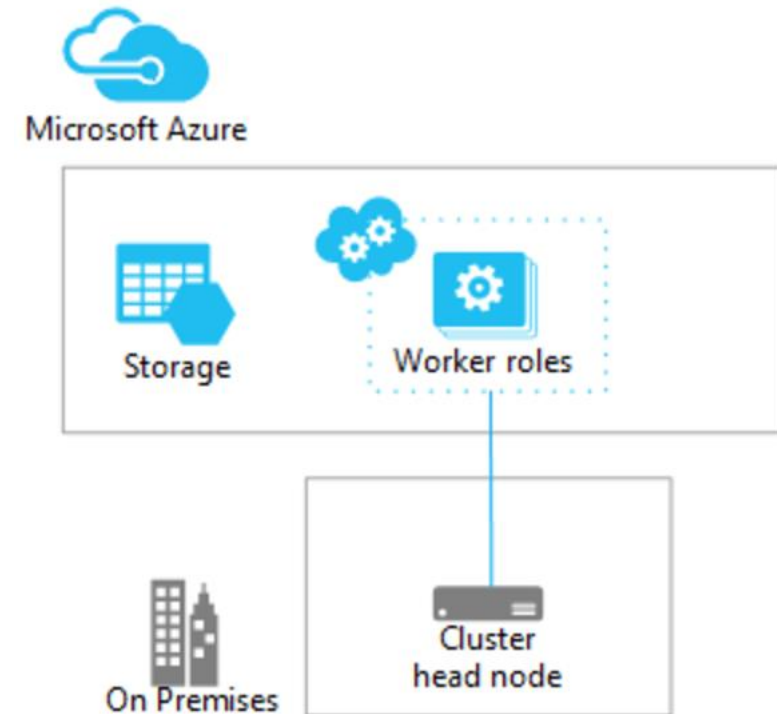 Microsoft Azure
Storage
Worker roles
Cluster
head node
On Premises